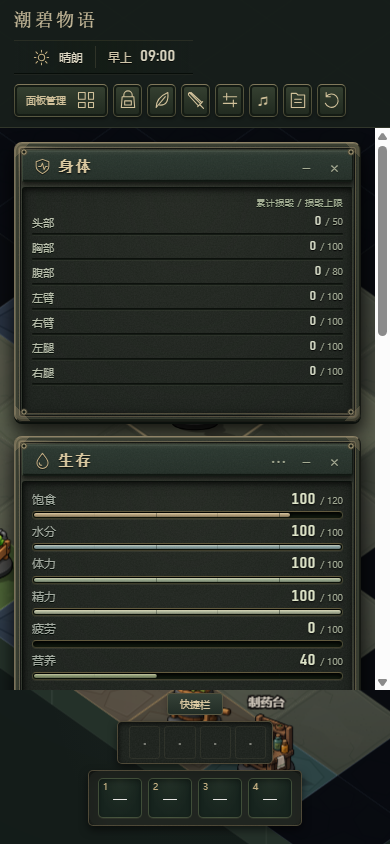 潮碧物语
晴朗 早上 09:00
面板管理
身体
累计损毁 / 损毁上限
头部 0 / 50
胸部 0 / 100
腹部 0 / 80
左臂 0 / 100
右臂 0 / 100
左腿 0 / 100
右腿 0 / 100
生存
饱食 100 / 120
水分 100 / 100
体力 100 / 100
精力 100 / 100
疲劳 0 / 100
营养 40 / 100
快捷栏
制药台
1 2 3 4